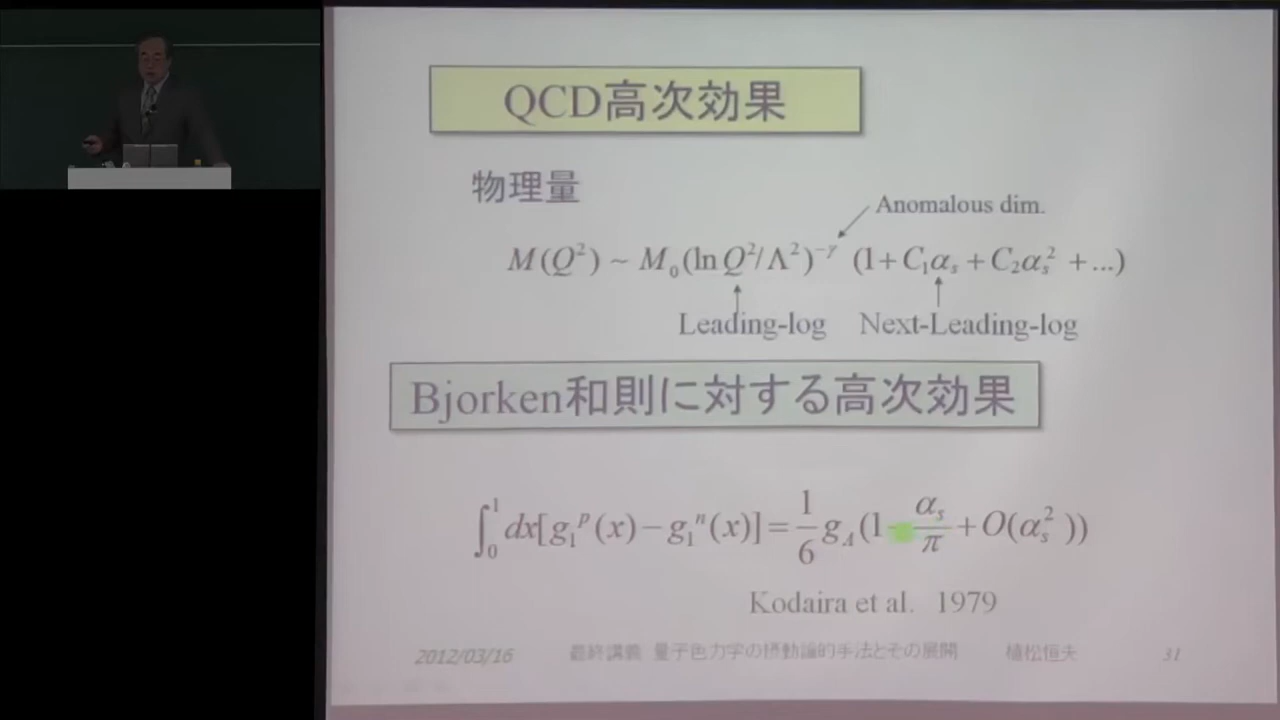 QCD高次効果
物理量
Anomalous dim.
M(Q²) ~ M₀(ln Q²/Λ²)^{-γ} (1+C₁αₛ+C₂αₛ²+...)
Leading-log Next-Leading-log
Bjorken和則に対する高次効果
∫₀¹ dx[g₁ᵖ(x)−g₁ⁿ(x)]=1/6 g_A(1−αₛ/π+O(αₛ²))
Kodaira et al. 1979
2012/03/16 最終講義 量子色力学の摂動論的手法とその展開 植松恒夫 31